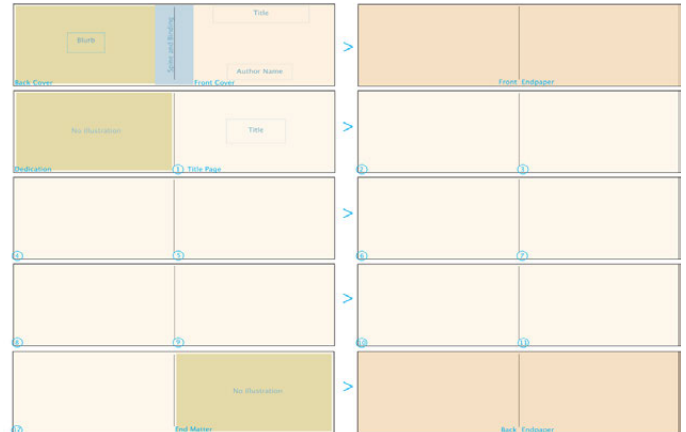 Title
Blurb
Spine and Binding
Author Name
Back Cover
Front Cover
>
Front Endpaper
No illustration
Title
>
Dedication
1 Title Page
2
3
>
4
5
6
7
>
8
9
10
11
No illustration
>
12
End Matter
Back Endpaper